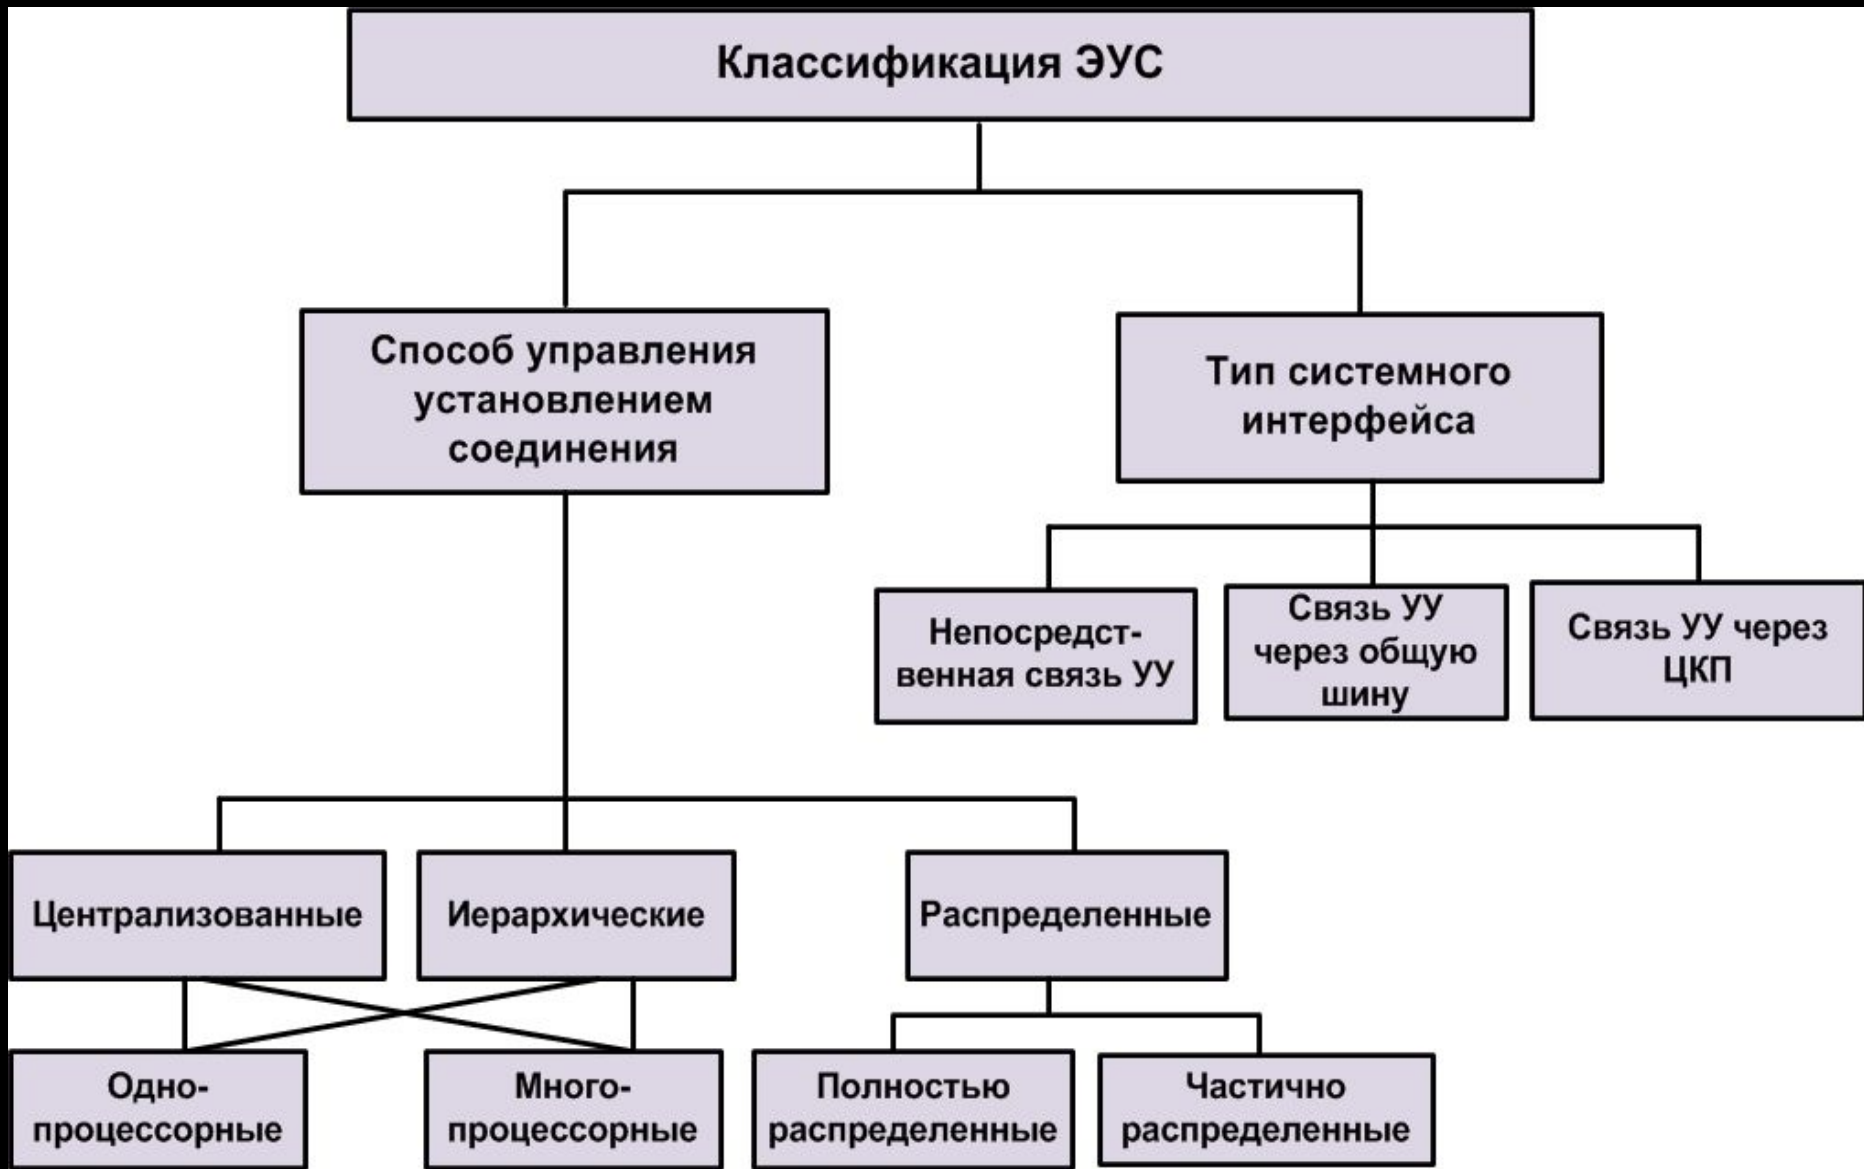 Классификация ЭУС
Способ управления
установлением
соединения
Тип системного
интерфейса
Непосредст-
венная связь УУ
Связь УУ
через общую
шину
Связь УУ через
ЦКП
Централизованные
Иерархические
Распределенные
Одно-
процессорные
Много-
процессорные
Полностью
распределенные
Частично
распределенные